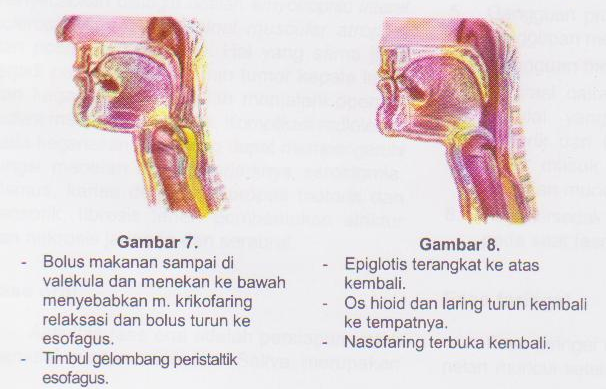 Gambar 7.
- Bolus makanan sampai di
valekula dan menekan ke bawah
menyebabkan m. krikofaring
relaksasi dan bolus turun ke
esofagus.
- Timbul gelombang peristaltik
esofagus.
Gambar 8.
- Epiglotis terangkat ke atas
kembali.
- Os hioid dan laring turun kembali
ke tempatnya.
Nasofaring terbuka kembali.